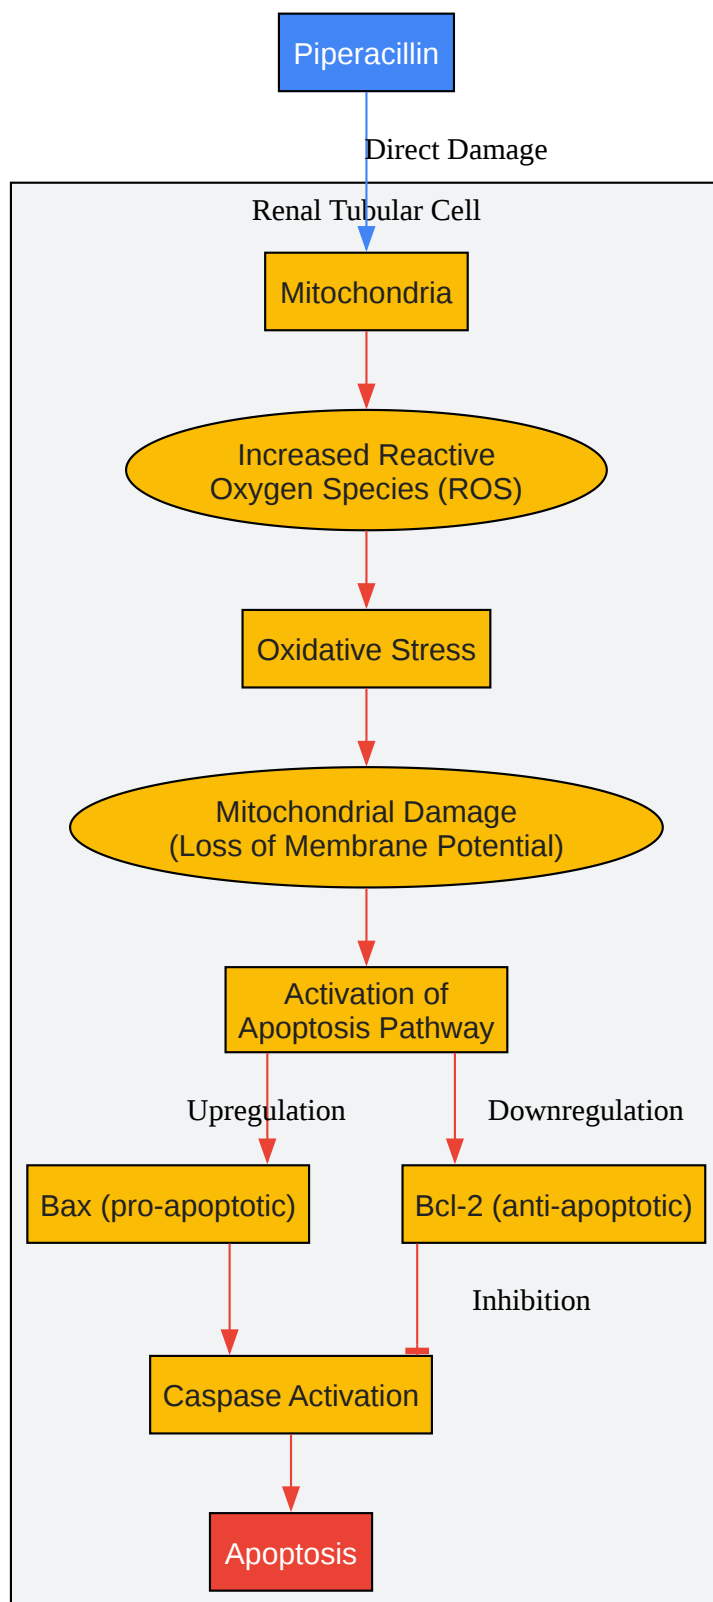 Piperacillin
Direct Damage
Renal Tubular Cell
Mitochondria
Increased Reactive
Oxygen Species (ROS)
Oxidative Stress
Mitochondrial Damage
(Loss of Membrane Potential)
Activation of
Apoptosis Pathway
Upregulation
Downregulation
Bax (pro-apoptotic)
Bcl-2 (anti-apoptotic)
Inhibition
Caspase Activation
Apoptosis